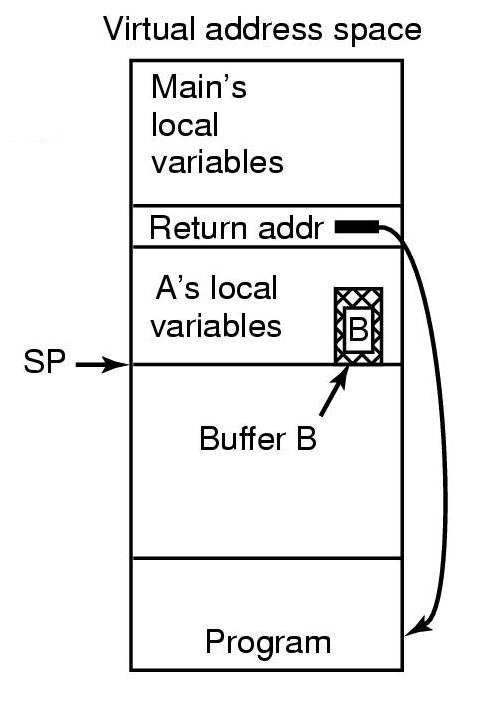 Virtual address space
Main's
local
variables
Return addr
A's local
variables
B
SP
Buffer B
Program